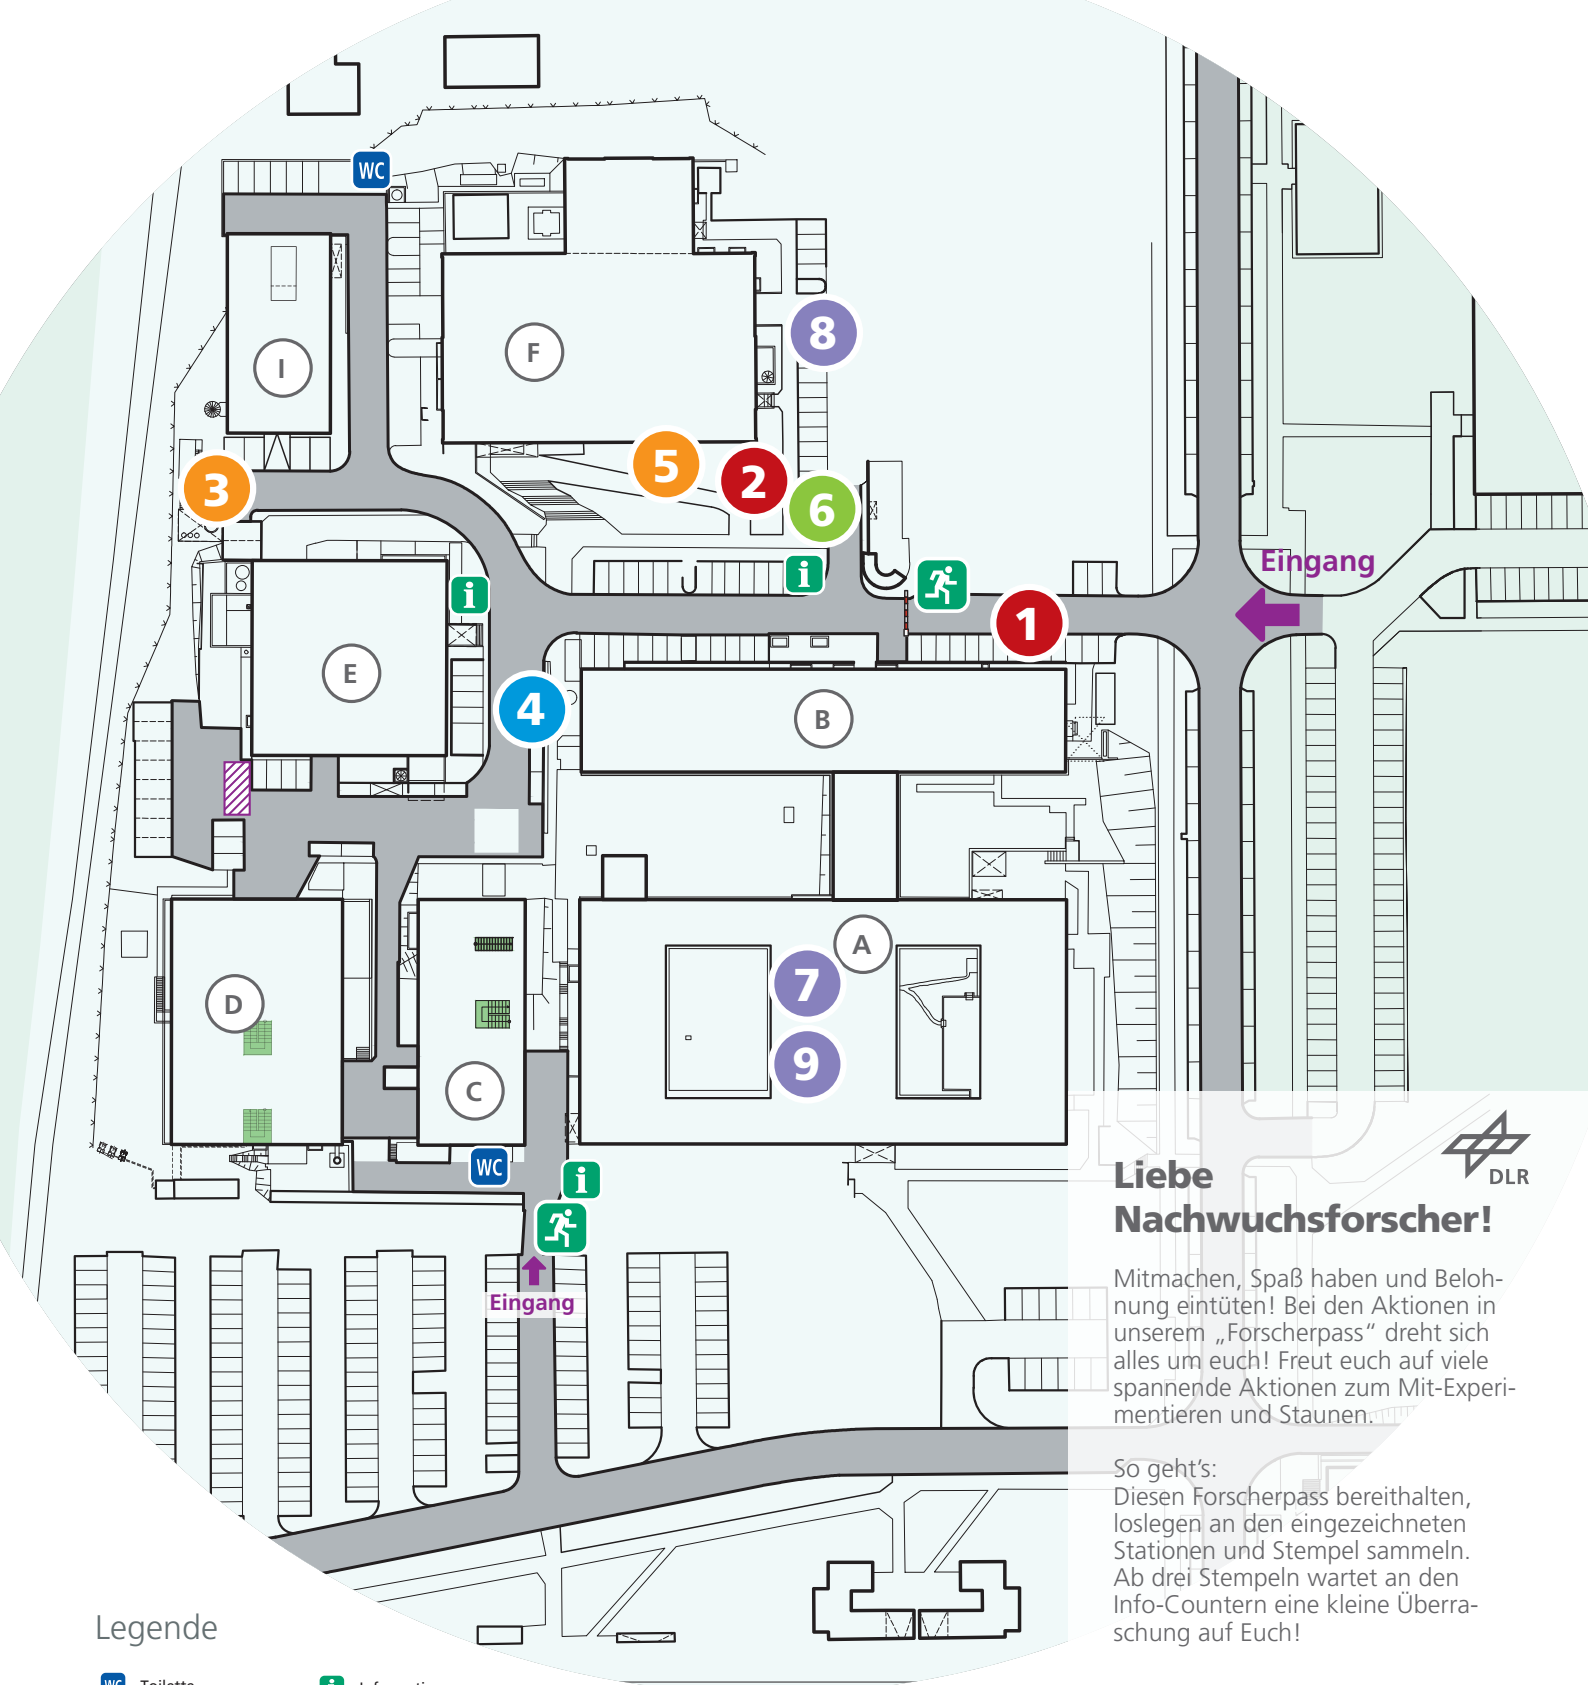 WC
F
I
8
5
2
3
6
Eingang
i
i
1
E
4
B
A
7
D
9
C
WC
i
DLR
Liebe
Nachwuchsforscher!
Eingang
Mitmachen, Spaß haben und Beloh-
nung eintüten! Bei den Aktionen in
unserem „Forscherpass“ dreht sich
alles um euch! Freut euch auf viele
spannende Aktionen zum Mit-Experi-
mentieren und Staunen.
So geht's:
Diesen Forscherpass bereithalten,
loslegen an den eingezeichneten
Stationen und Stempel sammeln.
Ab drei Stempeln wartet an den
Info-Countern eine kleine Überra-
schung auf Euch!
Legende
WC Toilette
i